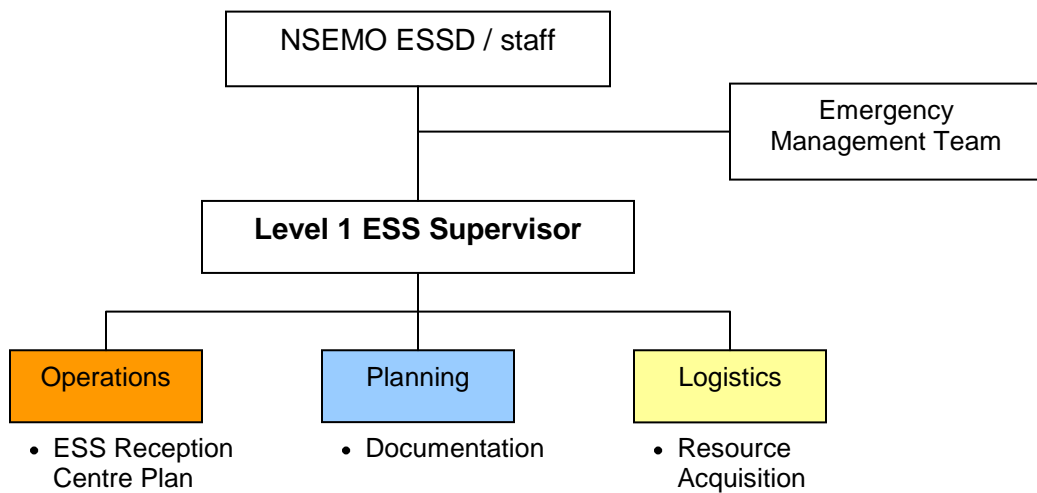 NSEMO ESSD / staff
Emergency
Management Team
Level 1 ESS Supervisor
Operations
Planning
Logistics
• ESS Reception
Centre Plan
• Documentation
• Resource
Acquisition